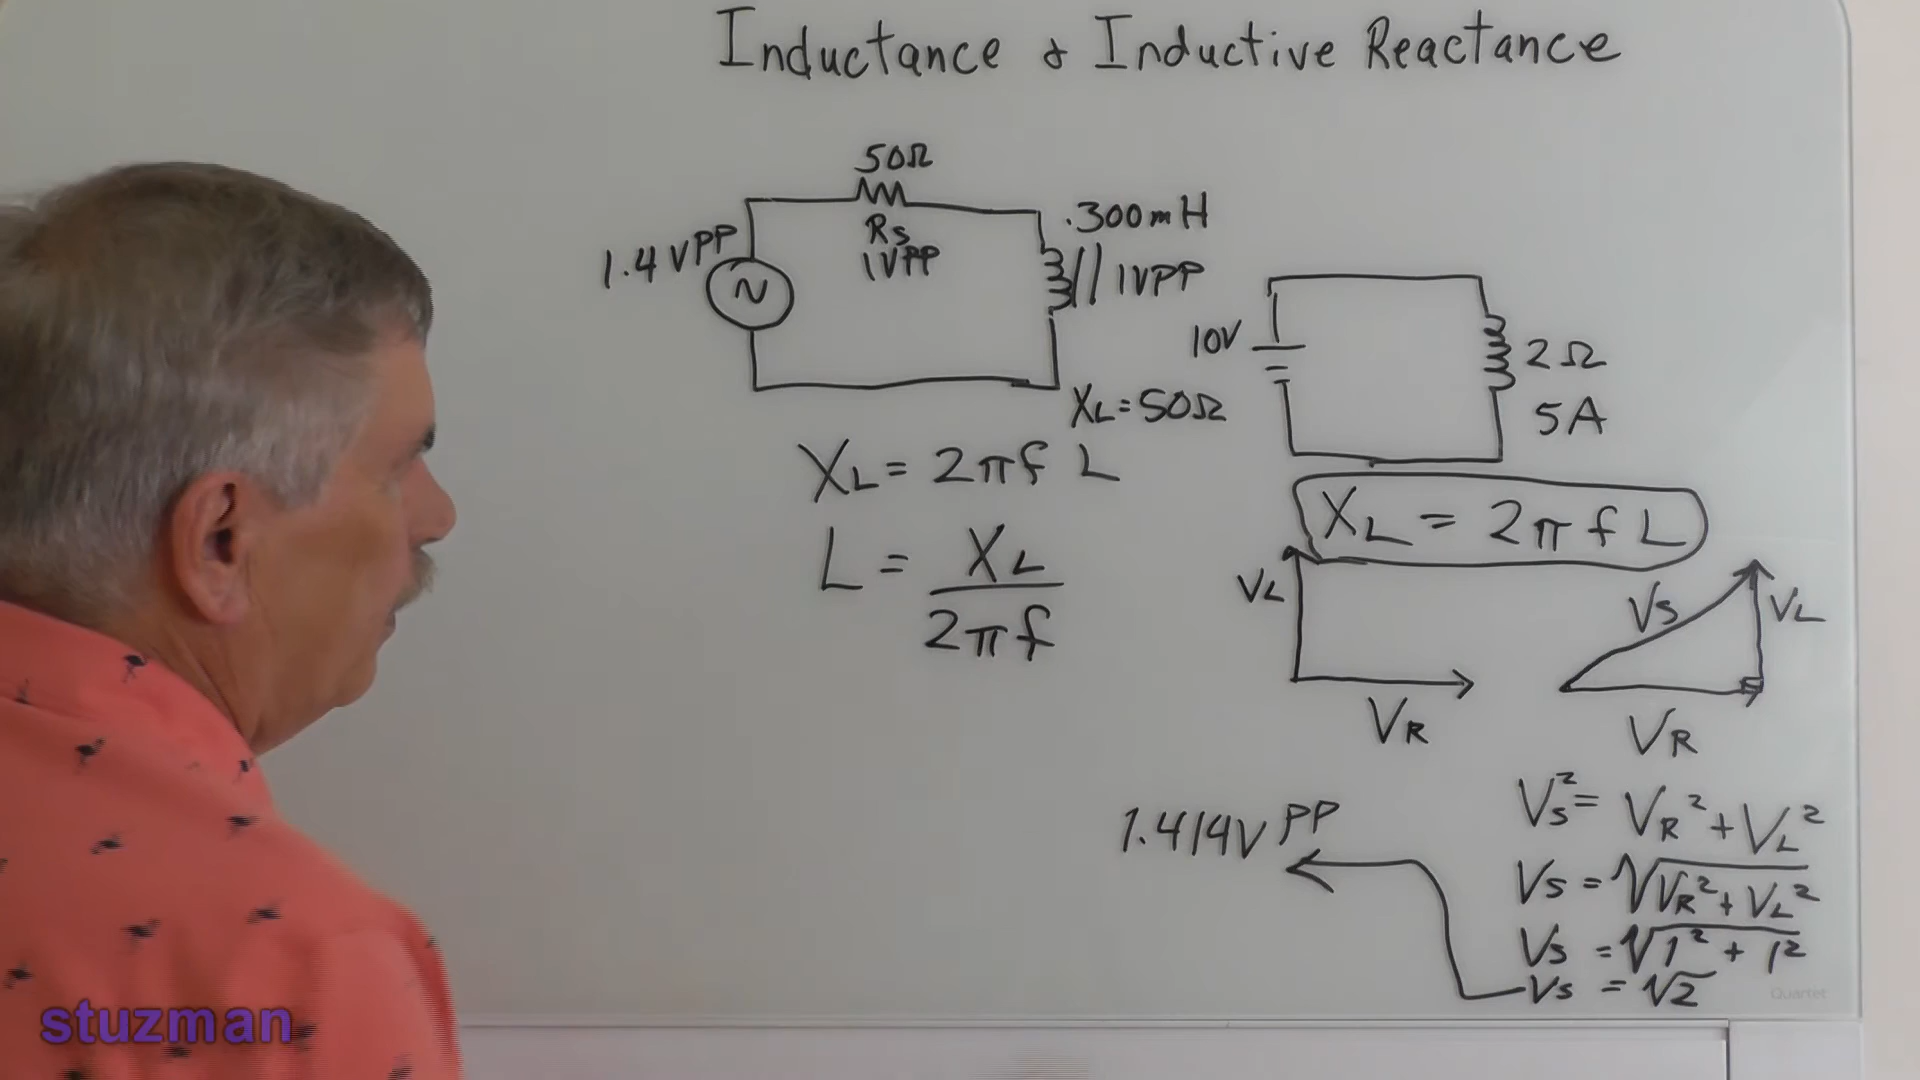 Inductance & Inductive Reactance
50Ω
Rs
1VPP
1.4VPP
.300mH
1VPP
XL=50Ω
10V
2Ω
5A
XL = 2πf L
L = XL / 2πf
XL = 2πf L
VL
VR
VS
VL
VR
Vs² = VR² + VL²
Vs = √VR² + VL²
Vs = √1² + 1²
Vs = √2
1.414V PP
Quartet
stuzman